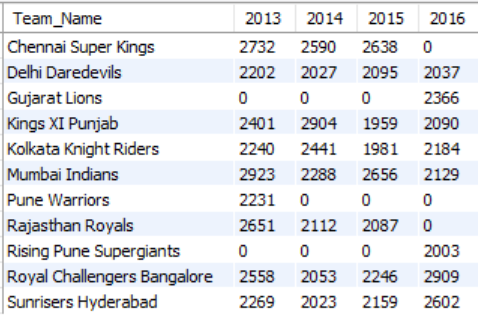 Team_Name 2013 2014 2015 2016
Chennai Super Kings 2732 2590 2638 0
Delhi Daredevils 2202 2027 2095 2037
Gujarat Lions 0 0 0 2366
Kings XI Punjab 2401 2904 1959 2090
Kolkata Knight Riders 2240 2441 1981 2184
Mumbai Indians 2923 2288 2656 2129
Pune Warriors 2231 0 0 0
Rajasthan Royals 2651 2112 2087 0
Rising Pune Supergiants 0 0 0 2003
Royal Challengers Bangalore 2558 2053 2246 2909
Sunrisers Hyderabad 2269 2023 2159 2602